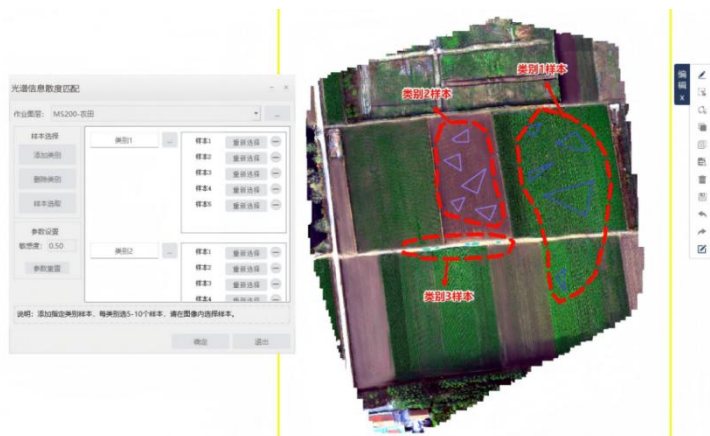 光谱信息散度匹配
作业图层: MS200-农田
...
样本选择
添加类别
删除类别
样本选取
参数设置
敏感度: 0.50
参数重置
类别1
...
样本1 重新选择
样本2 重新选择
样本3 重新选择
样本4 重新选择
样本5 重新选择
类别2
...
样本1 重新选择
样本2 重新选择
样本3 重新选择
样本4 重新选择
说明: 添加指定类别样本, 每类别选5-10个样本, 请在图像内选择样本。
确定 退出
类别1样本
类别2样本
类别3样本
编辑
x